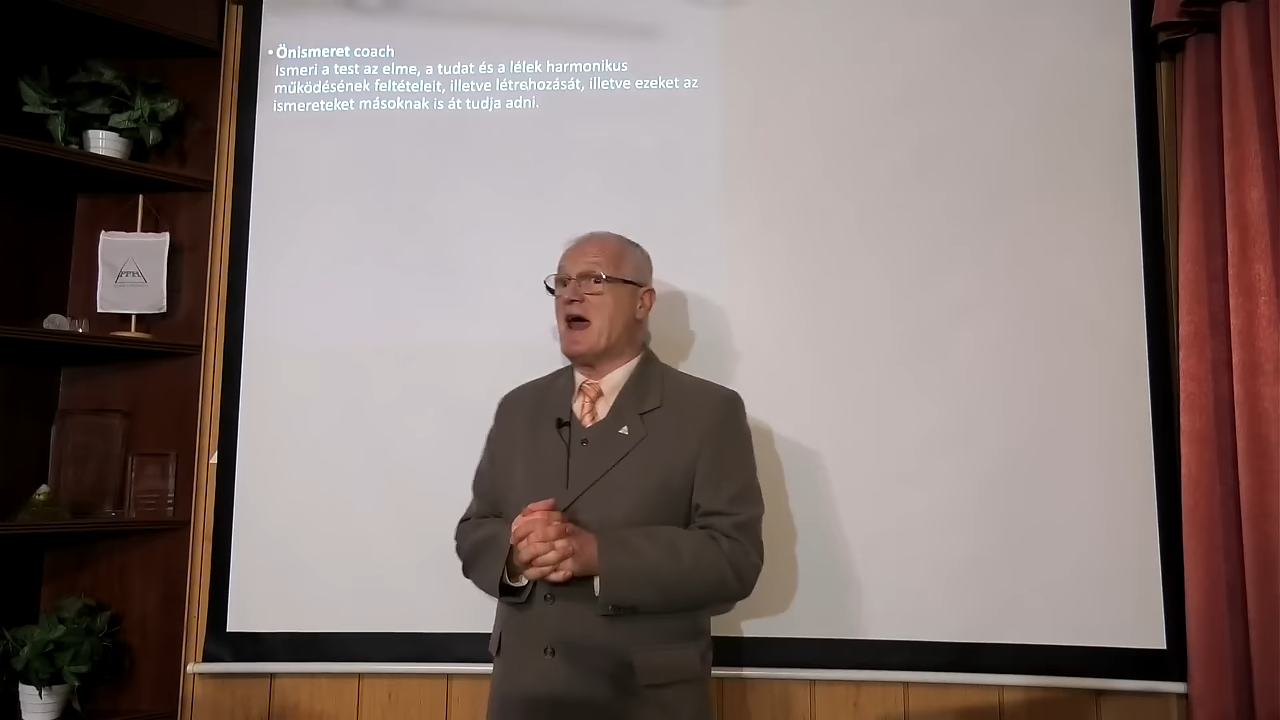 • Önismeret coach
Ismeri a test az elme, a tudat és a lélek harmonikus
működésének feltételeit, illetve létrehozását, illetve ezeket az
ismereteket másoknak is át tudja adni.